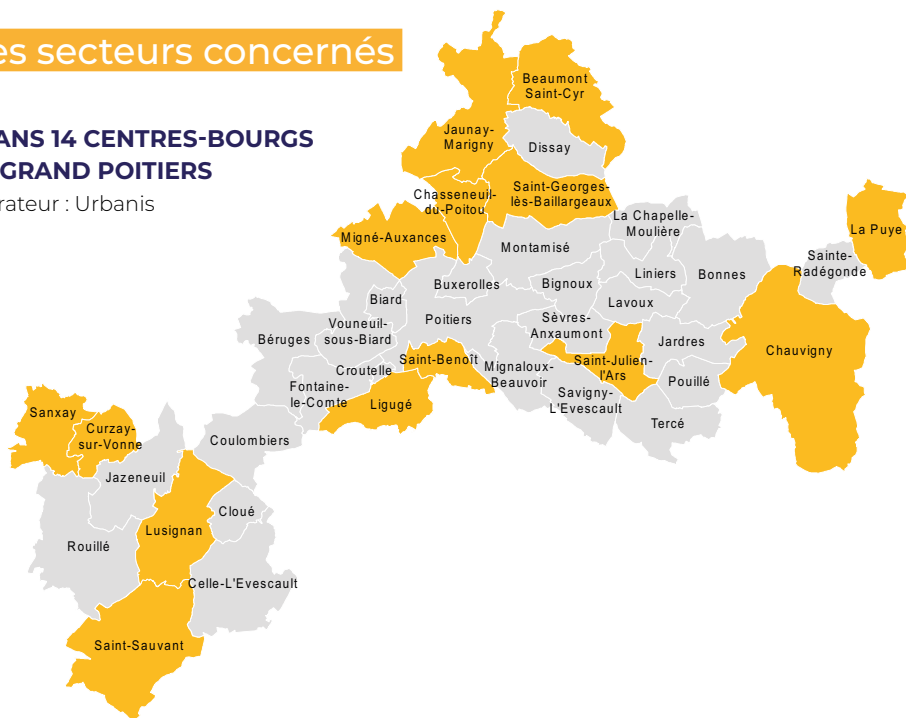 es secteurs concernés
ANS 14 CENTRES-BOURGS
GRAND POITIERS
rateur : Urbanis
Beaumont
Saint-Cyr
Jaunay-
Marigny
Dissay
Chasseneuil-
du-Poitou
Saint-Georges-
lès-Baillargeaux
La Chapelle-
Moulière
La Puye
Migné-Auxances
Montamisé
Sainte-
Radégonde
Buxerolles
Bignoux
Liniers
Bonnes
Biard
Lavoux
Vouneuil-
sous-Biard
Poitiers
Sèvres-
Anxaumont
Béruges
Jardres
Chauvigny
Croutelle
Saint-Benoît
Mignaloux-
Beauvoir
Saint-Julien-
l'Ars
Pouillé
Fontaine-
le-Comte
Ligugé
Savigny-
L'Evescault
Tercé
Sanxay
Curzay-
sur-Vonne
Coulombiers
Jazeneuil
Cloué
Lusignan
Rouillé
Celle-L'Evescault
Saint-Sauvant